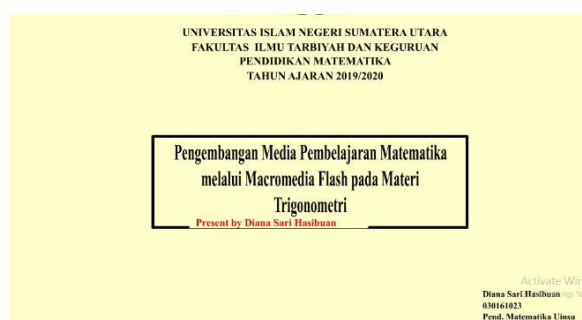 UNIVERSITAS ISLAM NEGERI SUMATERA UTARA
FAKULTAS ILMU TARBIYAH DAN KEGURUAN
PENDIDIKAN MATEMATIKA
TAHUN AJARAN 2019/2020
Pengembangan Media Pembelajaran Matematika
melalui Macromedia Flash pada Materi
Trigonometri
Present by Diana Sari Hasibuan
Activate Win
Diana Sari Hasibuan
030161023
Pend. Matematika Uinsu